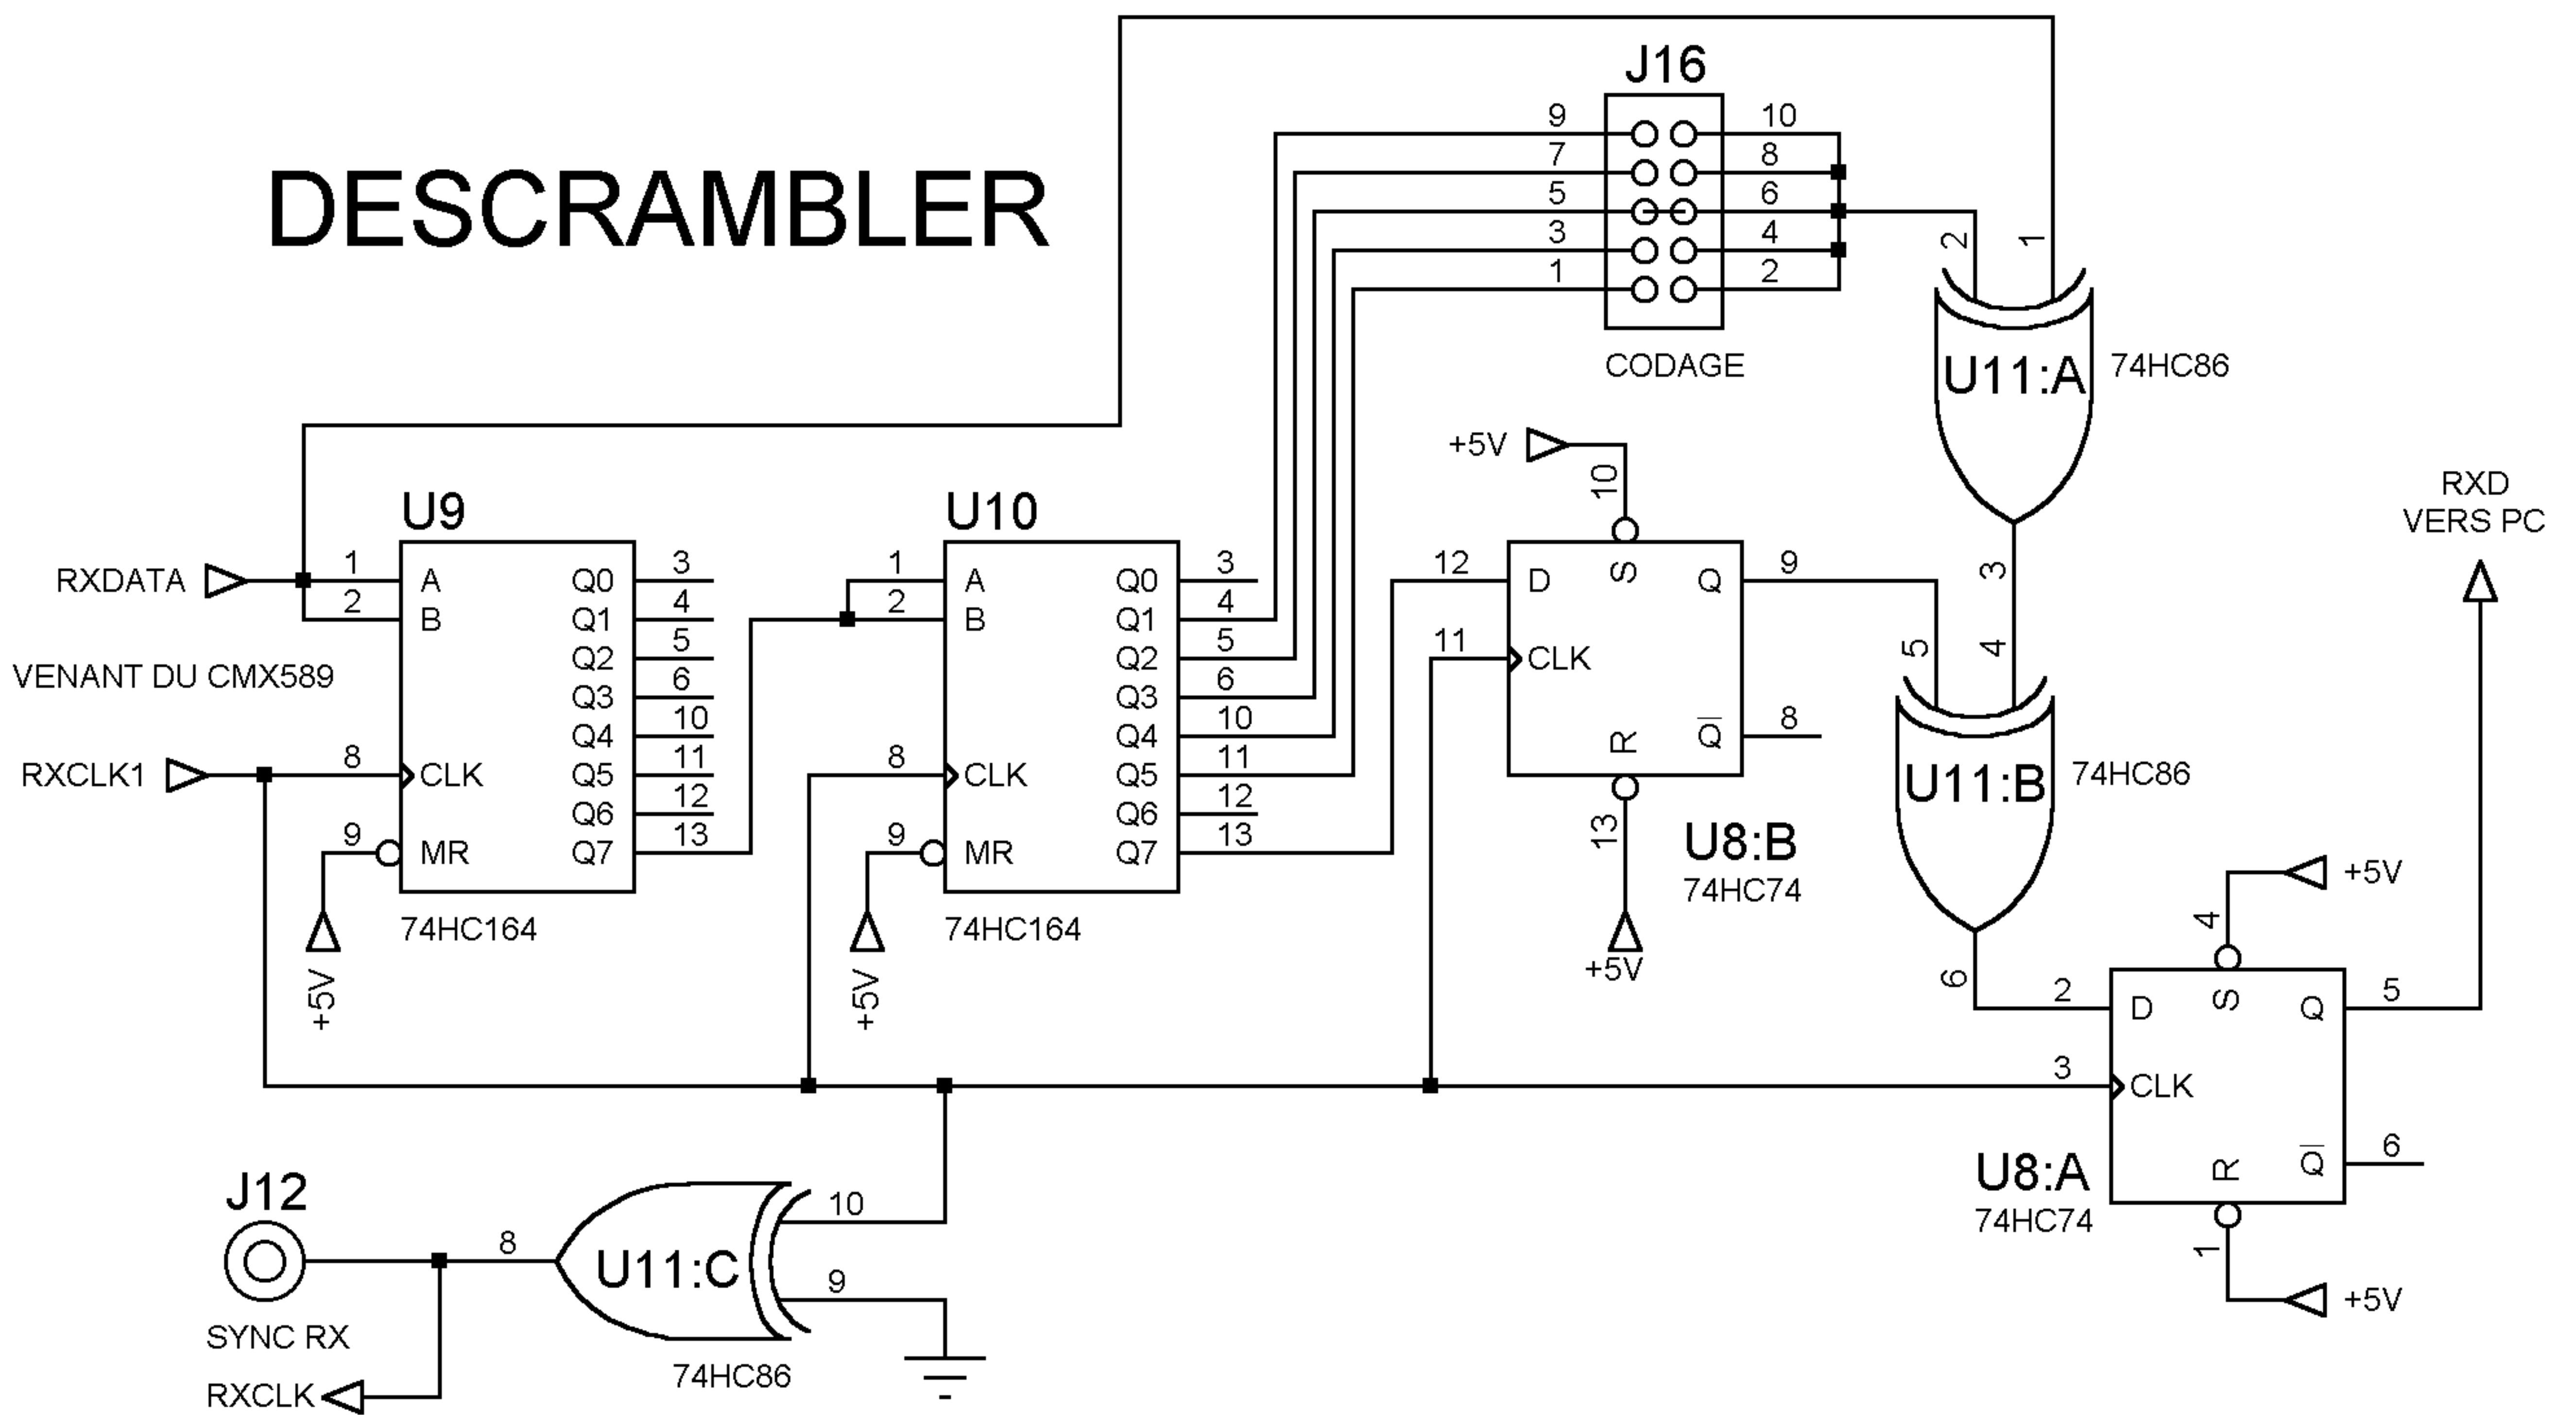 DESCRAMBLER
J16
9 10
7 8
5 6
3 4
1 2
CODAGE
2 1
U11:A 74HC86
3
4
5
U11:B 74HC86
6
RXD
VERS PC
U9
RXDATA
1 A Q0 3
2 B Q1 4
Q2 5
VENANT DU CMX589
Q3 6
Q4 10
RXCLK1
8 CLK Q5 11
Q6 12
9 MR Q7 13
+5V
74HC164
U10
1 A Q0 3
2 B Q1 4
Q2 5
Q3 6
Q4 10
8 CLK Q5 11
Q6 12
9 MR Q7 13
+5V
74HC164
+5V
10
12 D S Q 9
11 CLK
R Q 8
13
+5V
U8:B
74HC74
+5V
4
2 D S Q 5
3 CLK
R Q 6
U8:A
74HC74
1
+5V
J12
8
U11:C
10
9
74HC86
SYNC RX
RXCLK